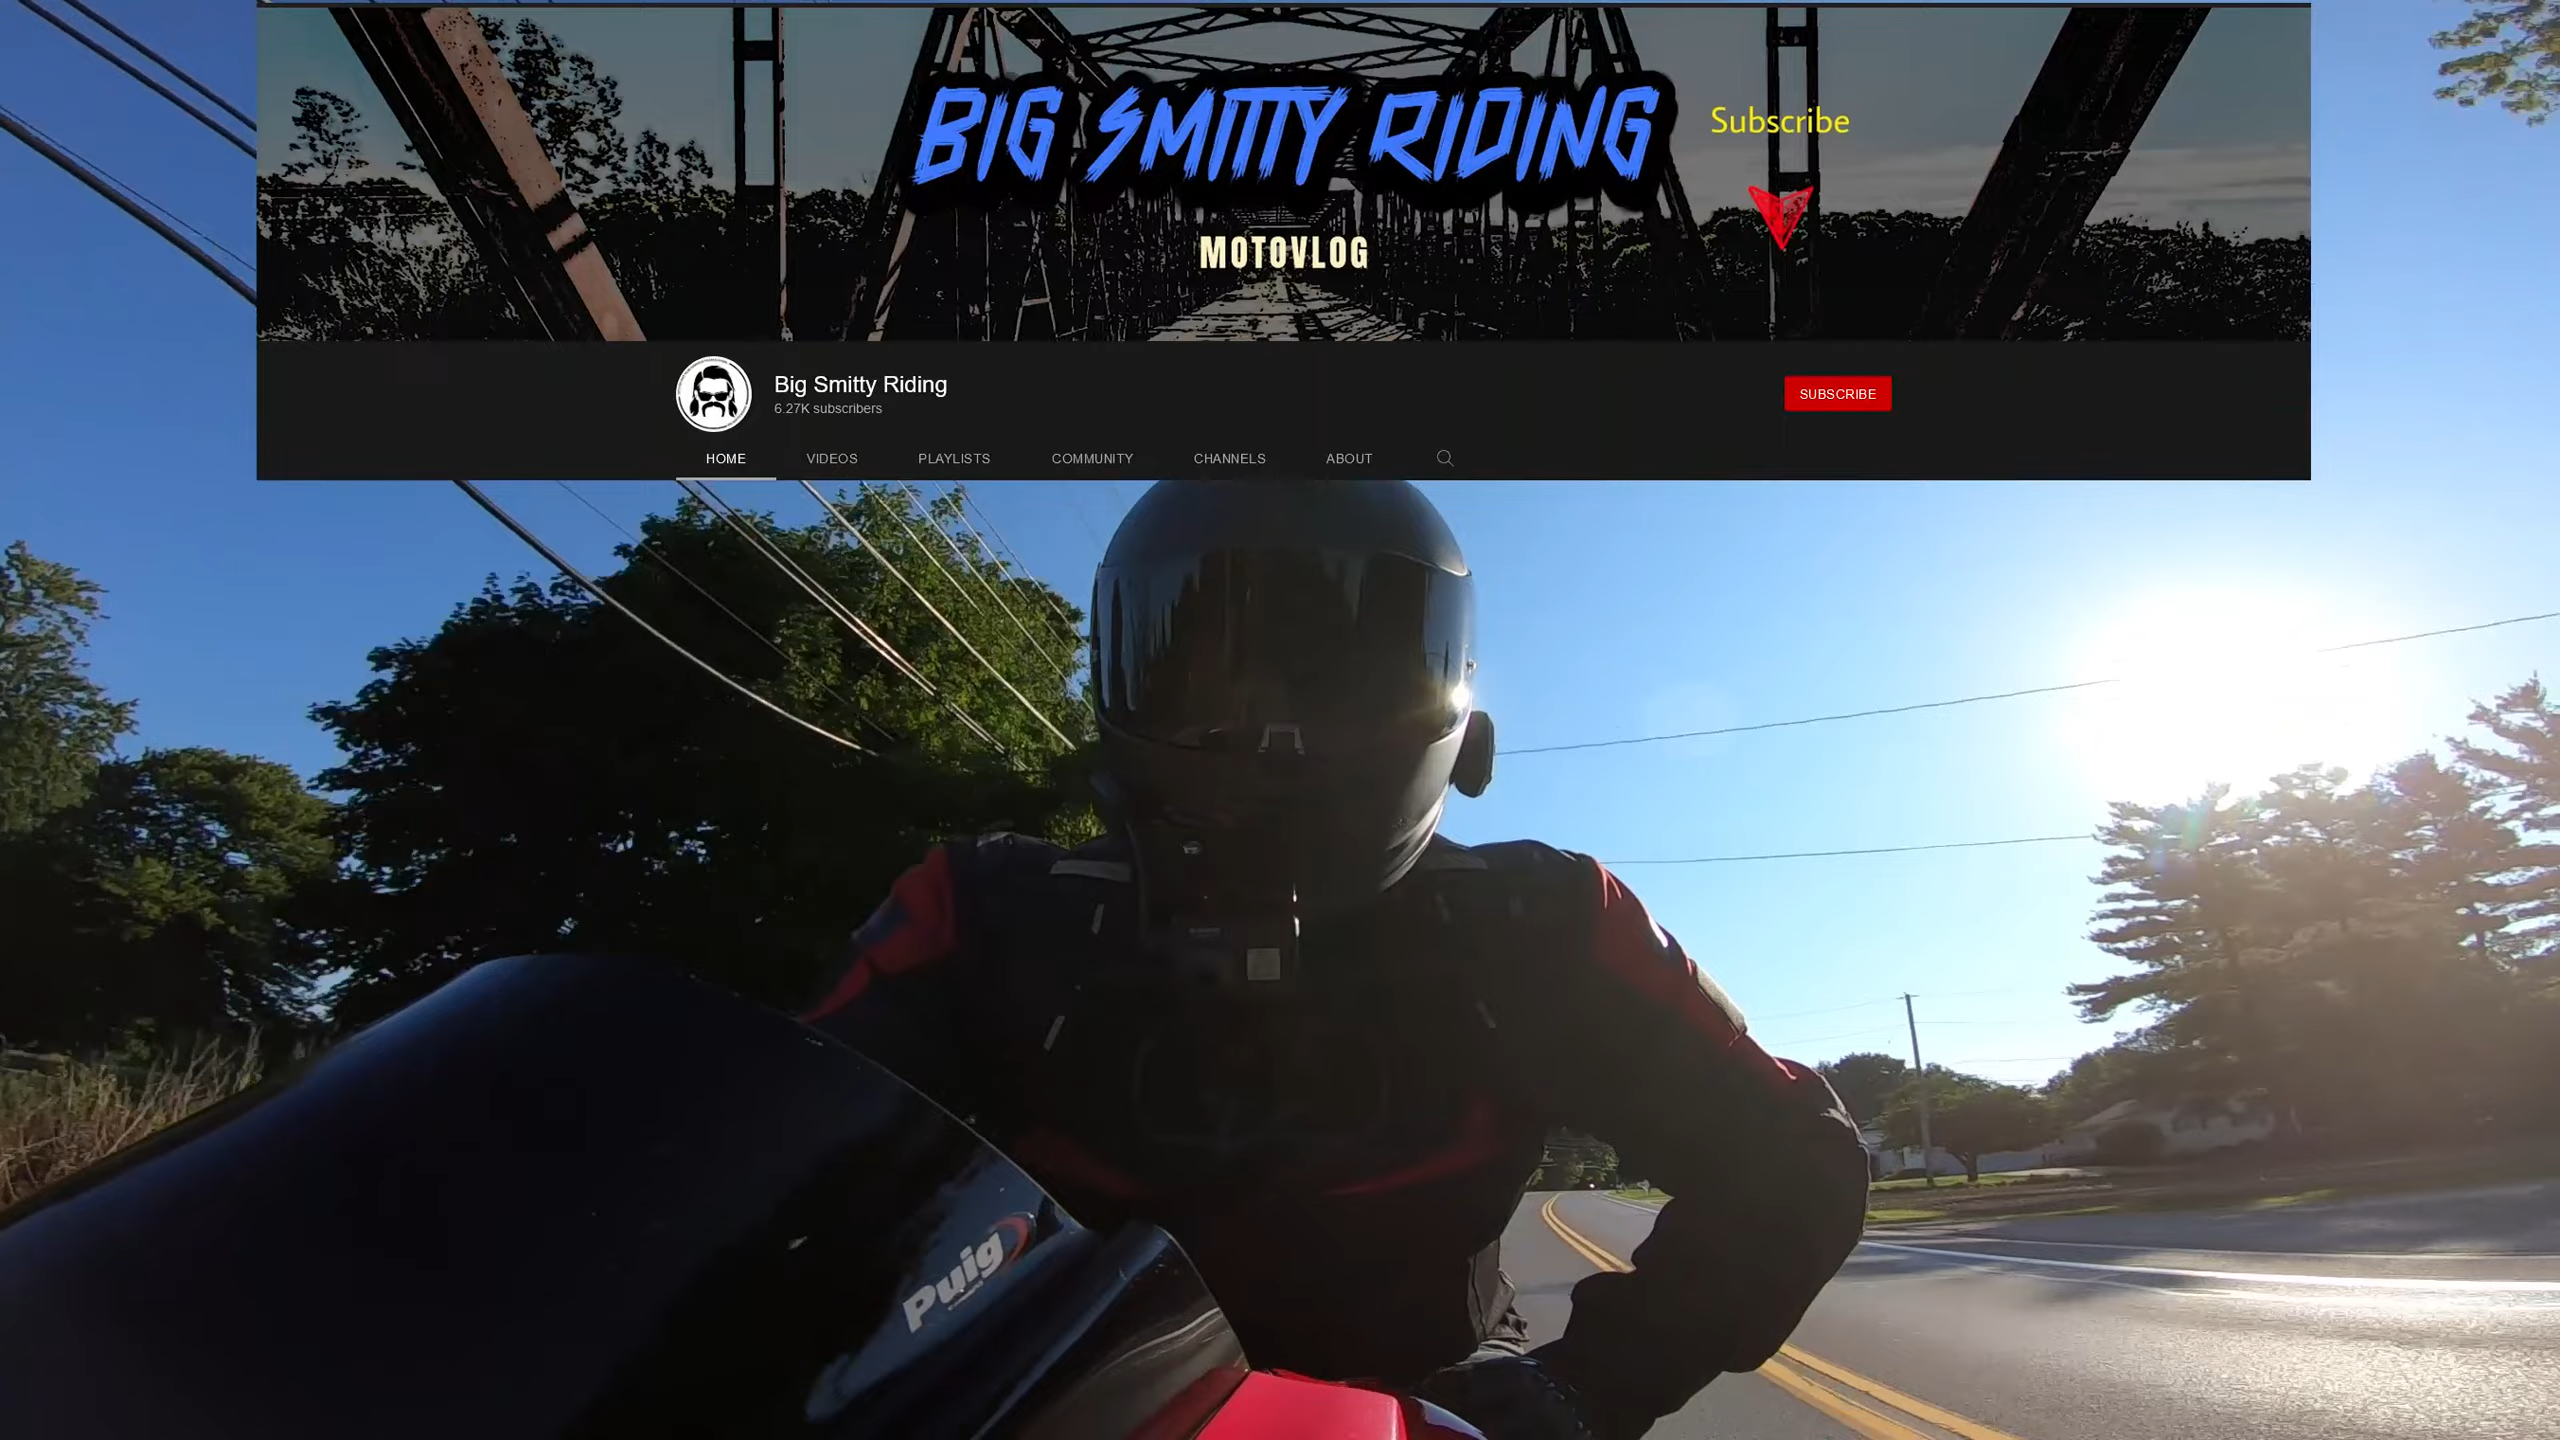 BIG SMITTY RIDING
Subscribe
MOTOVLOG
Big Smitty Riding
6.27K subscribers
SUBSCRIBE
HOME
VIDEOS
PLAYLISTS
COMMUNITY
CHANNELS
ABOUT
Puig